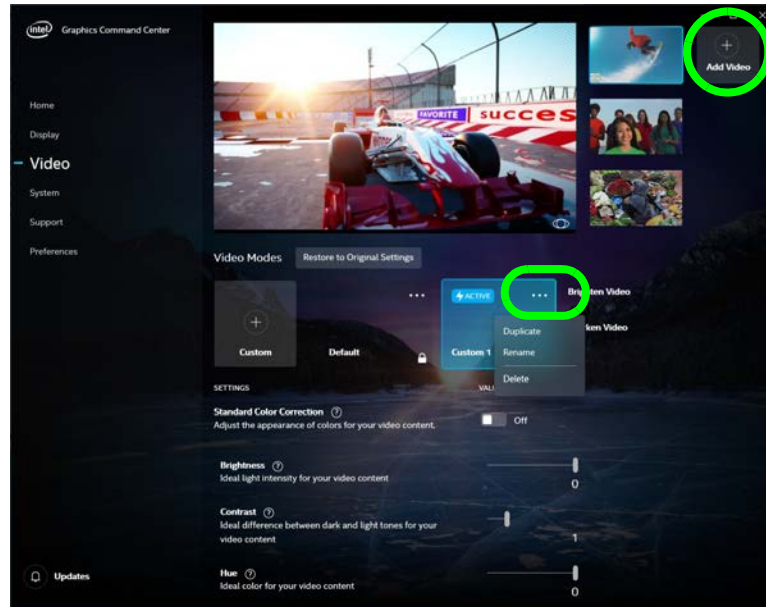 intel Graphics Command Center
Add Video
Home
Display
Video
System
Support
Preferences
FAVORITE succes
Video Modes Restore to Original Settings
ACTIVE
Custom Default Custom 1
Duplicate
Rename
Delete
SETTINGS
Standard Color Correction
Adjust the appearance of colors for your video content.
Off
Brightness
Ideal light intensity for your video content
0
Contrast
Ideal difference between dark and light tones for your
video content
1
Hue
Ideal color for your video content
0
Updates